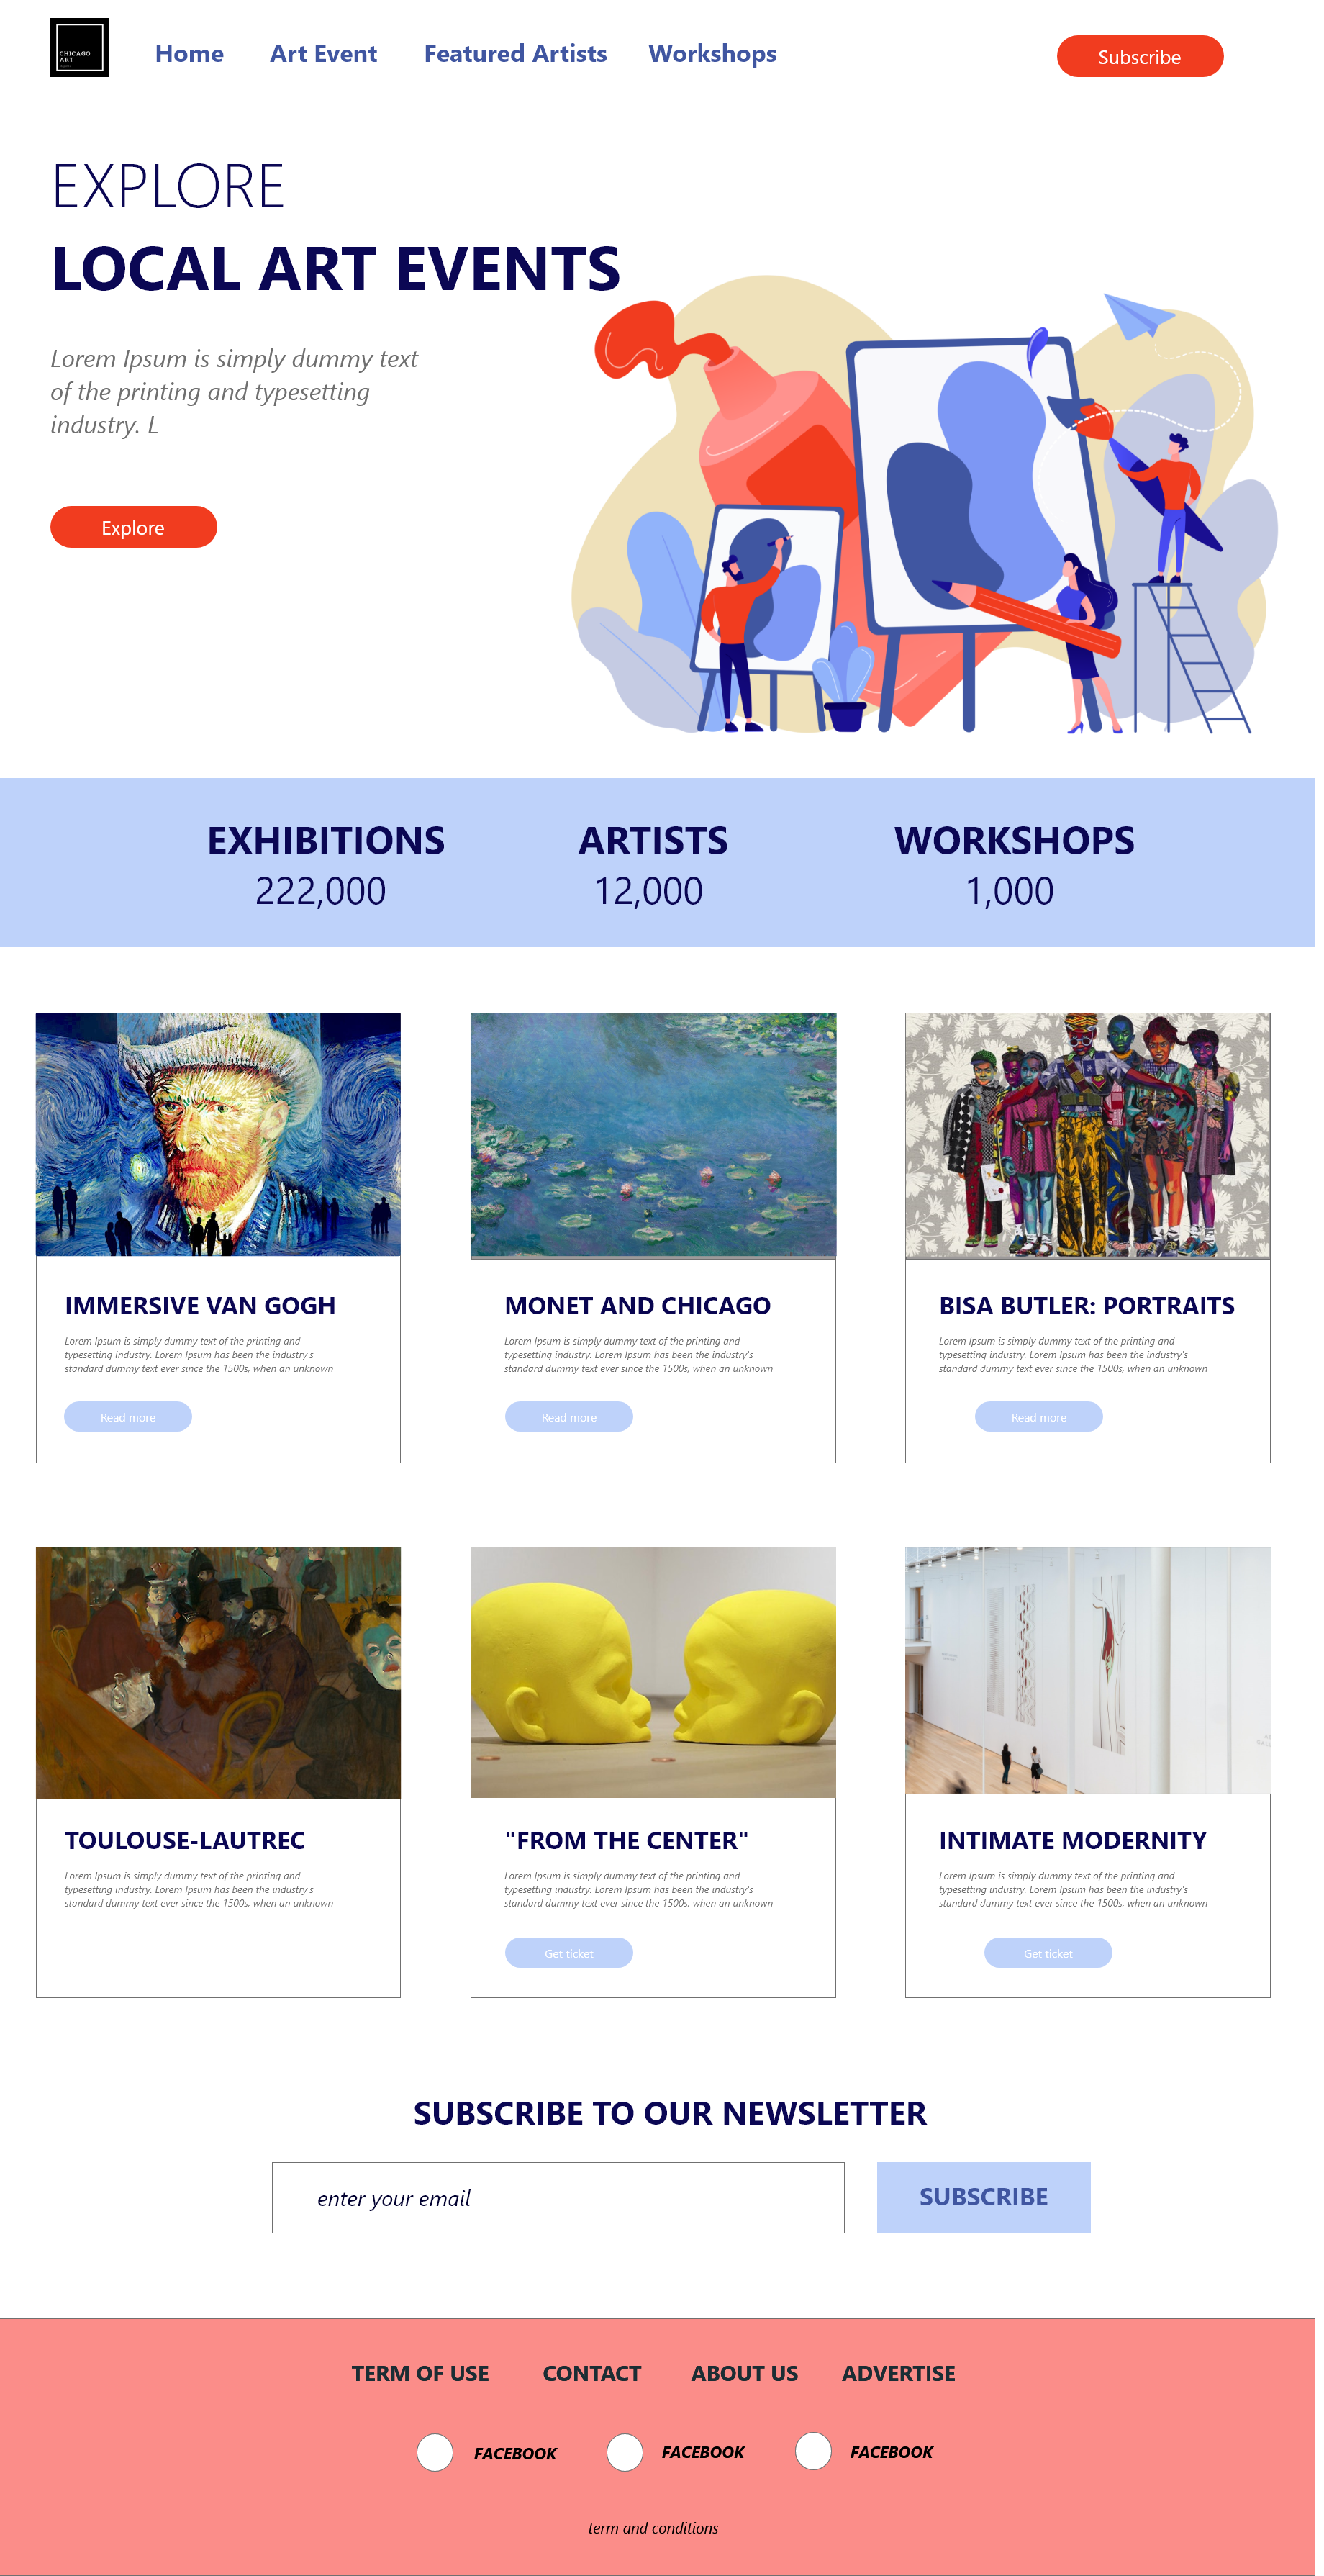 CHICAGO
ART
Home Art Event Featured Artists Workshops Subscribe
EXPLORE
LOCAL ART EVENTS
Lorem Ipsum is simply dummy text
of the printing and typesetting
industry. L
Explore
EXHIBITIONS ARTISTS WORKSHOPS
222,000 12,000 1,000
IMMERSIVE VAN GOGH
Lorem Ipsum is simply dummy text of the printing and
typesetting industry. Lorem Ipsum has been the industry's
standard dummy text ever since the 1500s, when an unknown
Read more
MONET AND CHICAGO
Lorem Ipsum is simply dummy text of the printing and
typesetting industry. Lorem Ipsum has been the industry's
standard dummy text ever since the 1500s, when an unknown
Read more
BISA BUTLER: PORTRAITS
Lorem Ipsum is simply dummy text of the printing and
typesetting industry. Lorem Ipsum has been the industry's
standard dummy text ever since the 1500s, when an unknown
Read more
TOULOUSE-LAUTREC
Lorem Ipsum is simply dummy text of the printing and
typesetting industry. Lorem Ipsum has been the industry's
standard dummy text ever since the 1500s, when an unknown
"FROM THE CENTER"
Lorem Ipsum is simply dummy text of the printing and
typesetting industry. Lorem Ipsum has been the industry's
standard dummy text ever since the 1500s, when an unknown
Get ticket
INTIMATE MODERNITY
Lorem Ipsum is simply dummy text of the printing and
typesetting industry. Lorem Ipsum has been the industry's
standard dummy text ever since the 1500s, when an unknown
Get ticket
SUBSCRIBE TO OUR NEWSLETTER
enter your email SUBSCRIBE
TERM OF USE CONTACT ABOUT US ADVERTISE
FACEBOOK FACEBOOK FACEBOOK
term and conditions